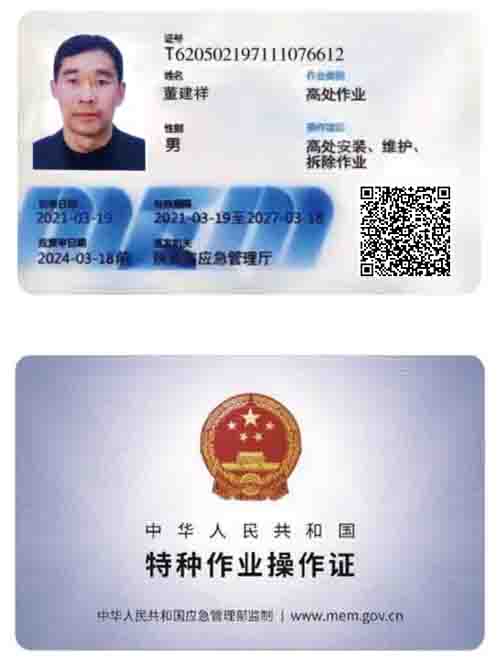 证号
T620502197111076612
姓名
董建祥
作业类别
高处作业
性别
男
操作项目
高处安装、维护、
拆除作业
初领日期
2021-03-19
有效期限
2021-03-19至2027-03-18
应复审日期
2024-03-18前
签发机关
应急管理厅
中华人民共和国
特种作业操作证
中华人民共和国应急管理部监制 | www.mem.gov.cn